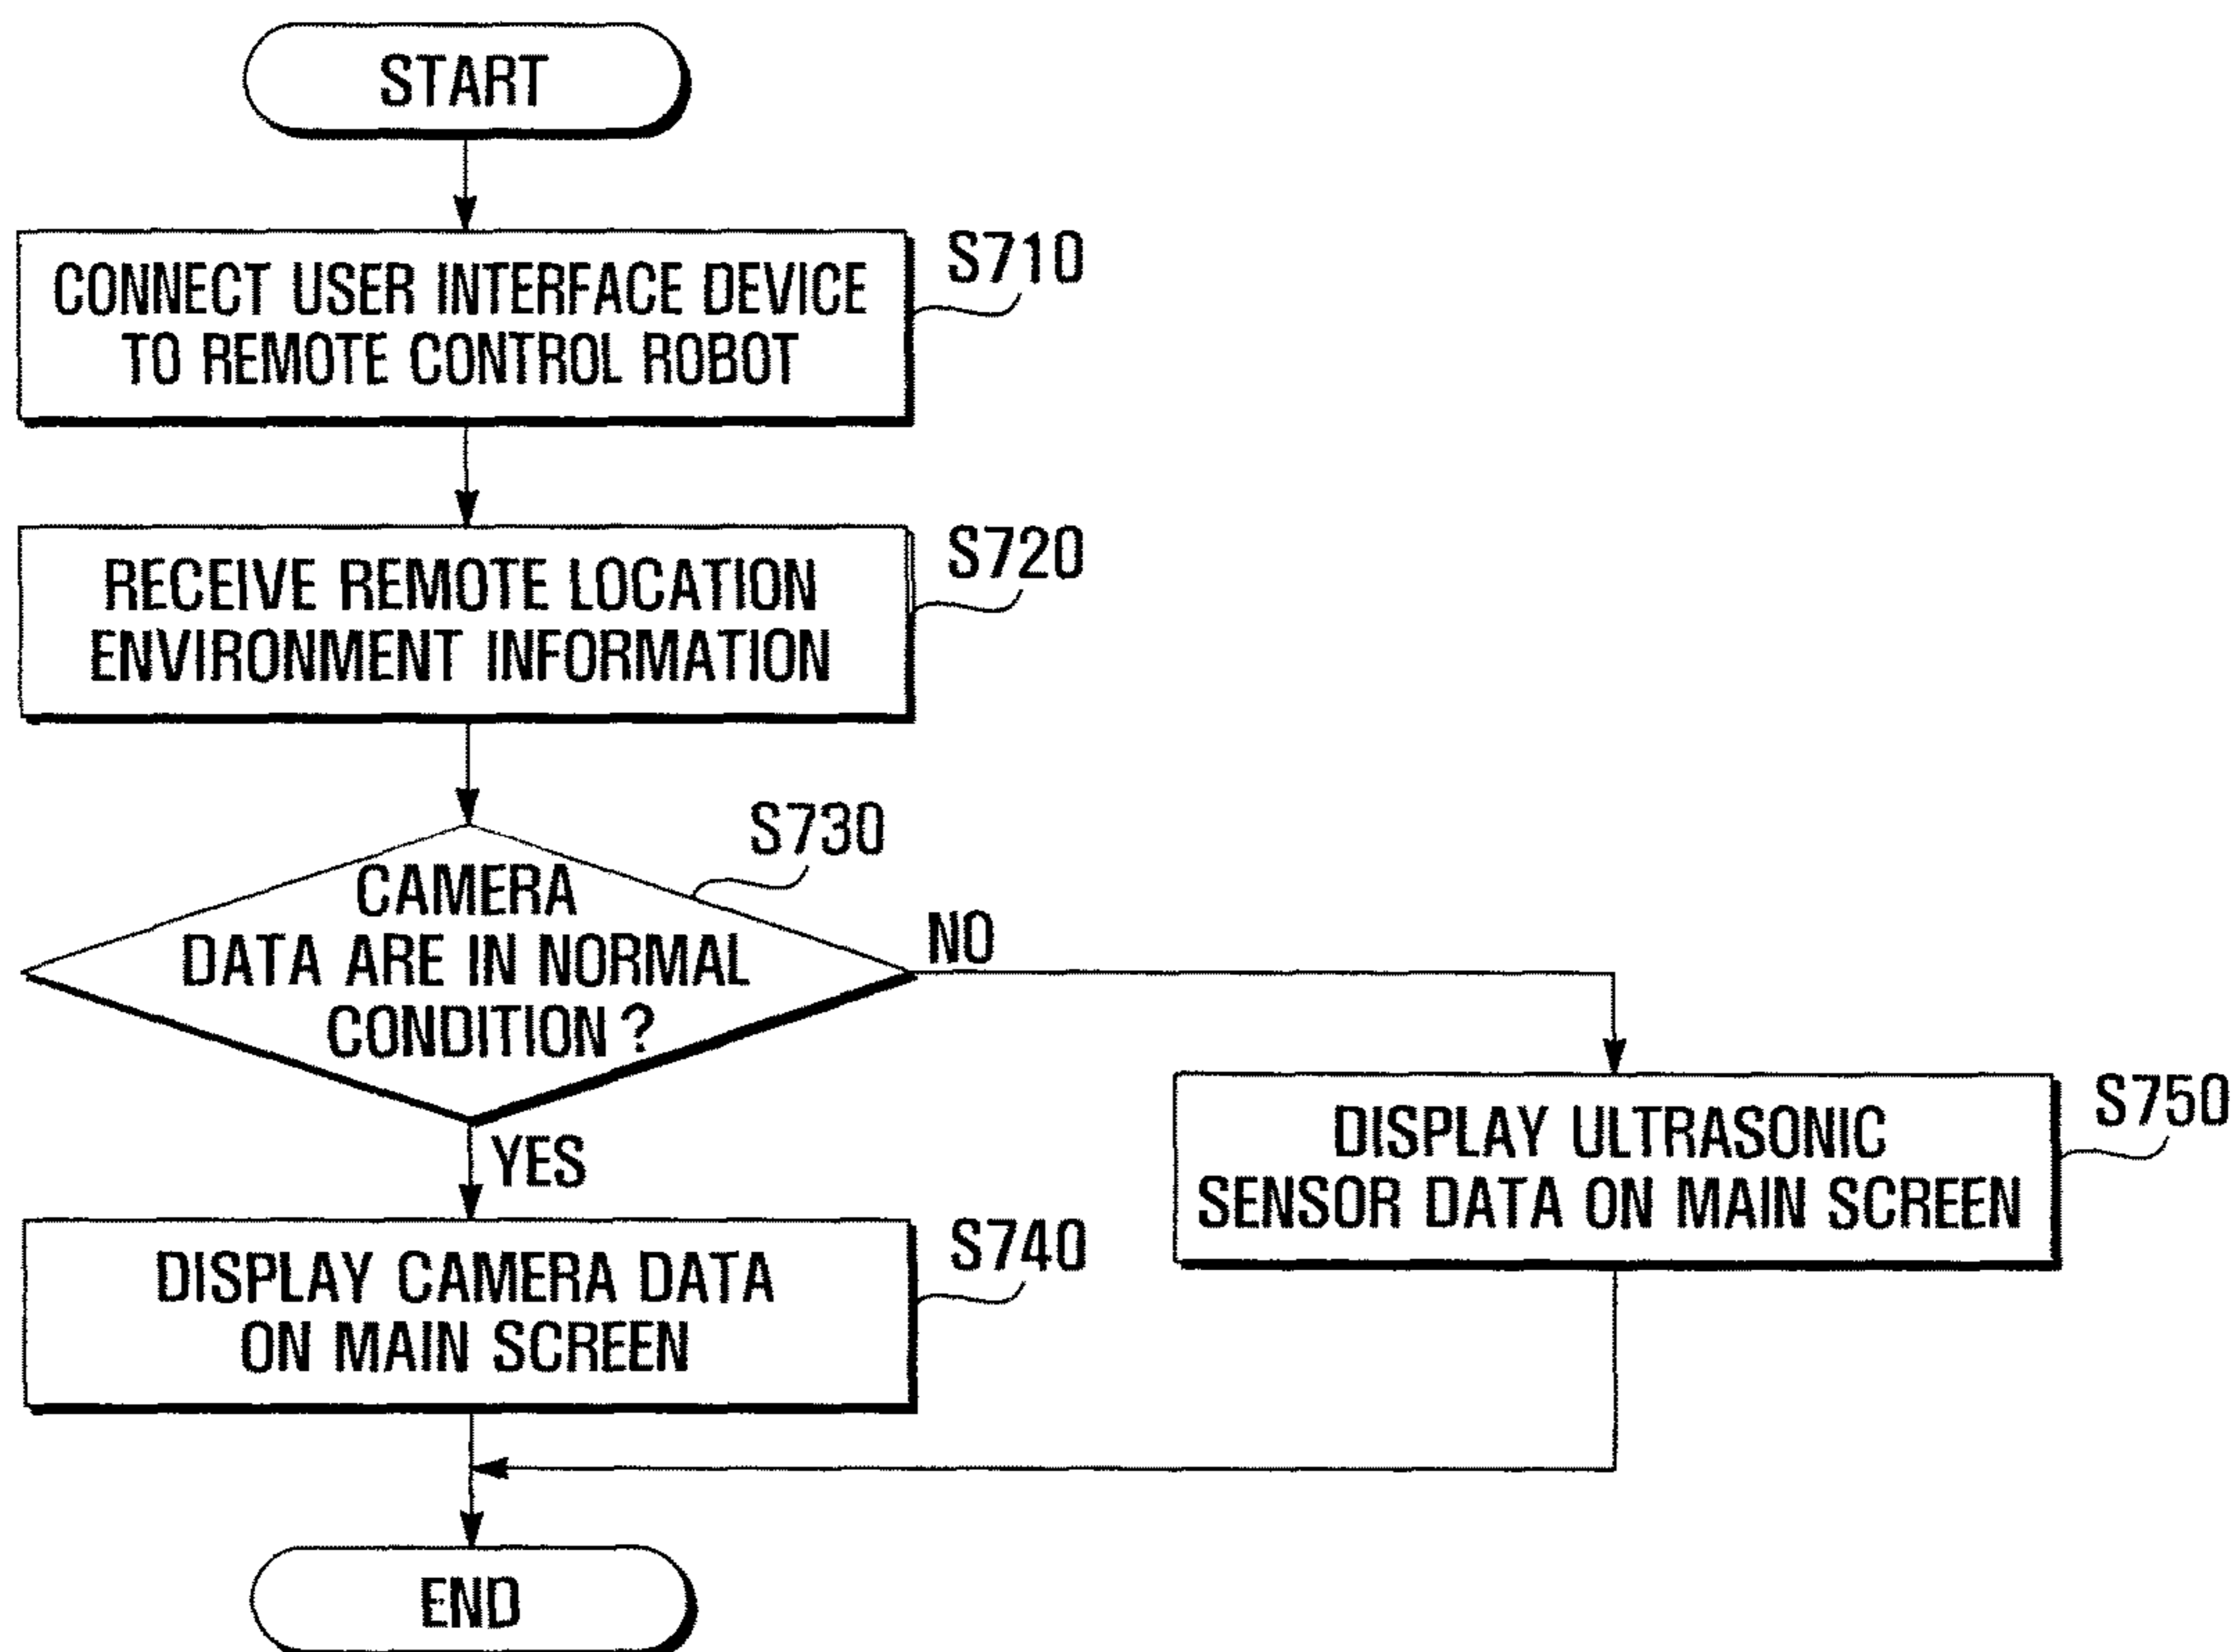 START
CONNECT USER INTERFACE DEVICE
TO REMOTE CONTROL ROBOT
S710
RECEIVE REMOTE LOCATION
ENVIRONMENT INFORMATION
S720
CAMERA
DATA ARE IN NORMAL
CONDITION ?
S730
NO
YES
DISPLAY ULTRASONIC
SENSOR DATA ON MAIN SCREEN
S750
DISPLAY CAMERA DATA
ON MAIN SCREEN
S740
END